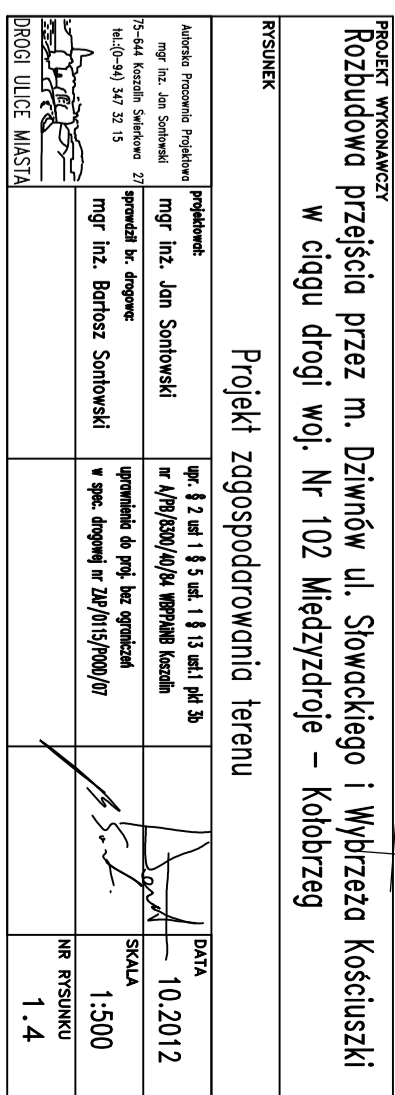 PROJEKT WYKONAWCZY
Rozbudowa przejścia przez m. Dziwnów ul. Słowackiego i Wybrzeża Kościuszki
w ciągu drogi woj. Nr 102 Międzyzdroje – Kołobrzeg
RYSUNEK
Projekt zagospodarowania terenu
Autorska Pracownia Projektowa
mgr inż. Jan Sontowski
75-644 Koszalin Świerkowa 27
tel.:(0-94) 347 32 15
DROGI ULICE MIASTA
projektował:
mgr inż. Jan Sontowski
upr. § 2 ust 1 § 5 ust. 1 § 13 ust.1 pkt 3b
nr A/PB/8300/40/84 WBPPAiNB Koszalin
DATA
10.2012
sprawdził br. drogowa:
mgr inż. Bartosz Sontowski
uprawnienia do proj. bez ograniczeń
w spec. drogowej nr ZAP/0115/POOD/07
SKALA
1:500
NR RYSUNKU
1.4